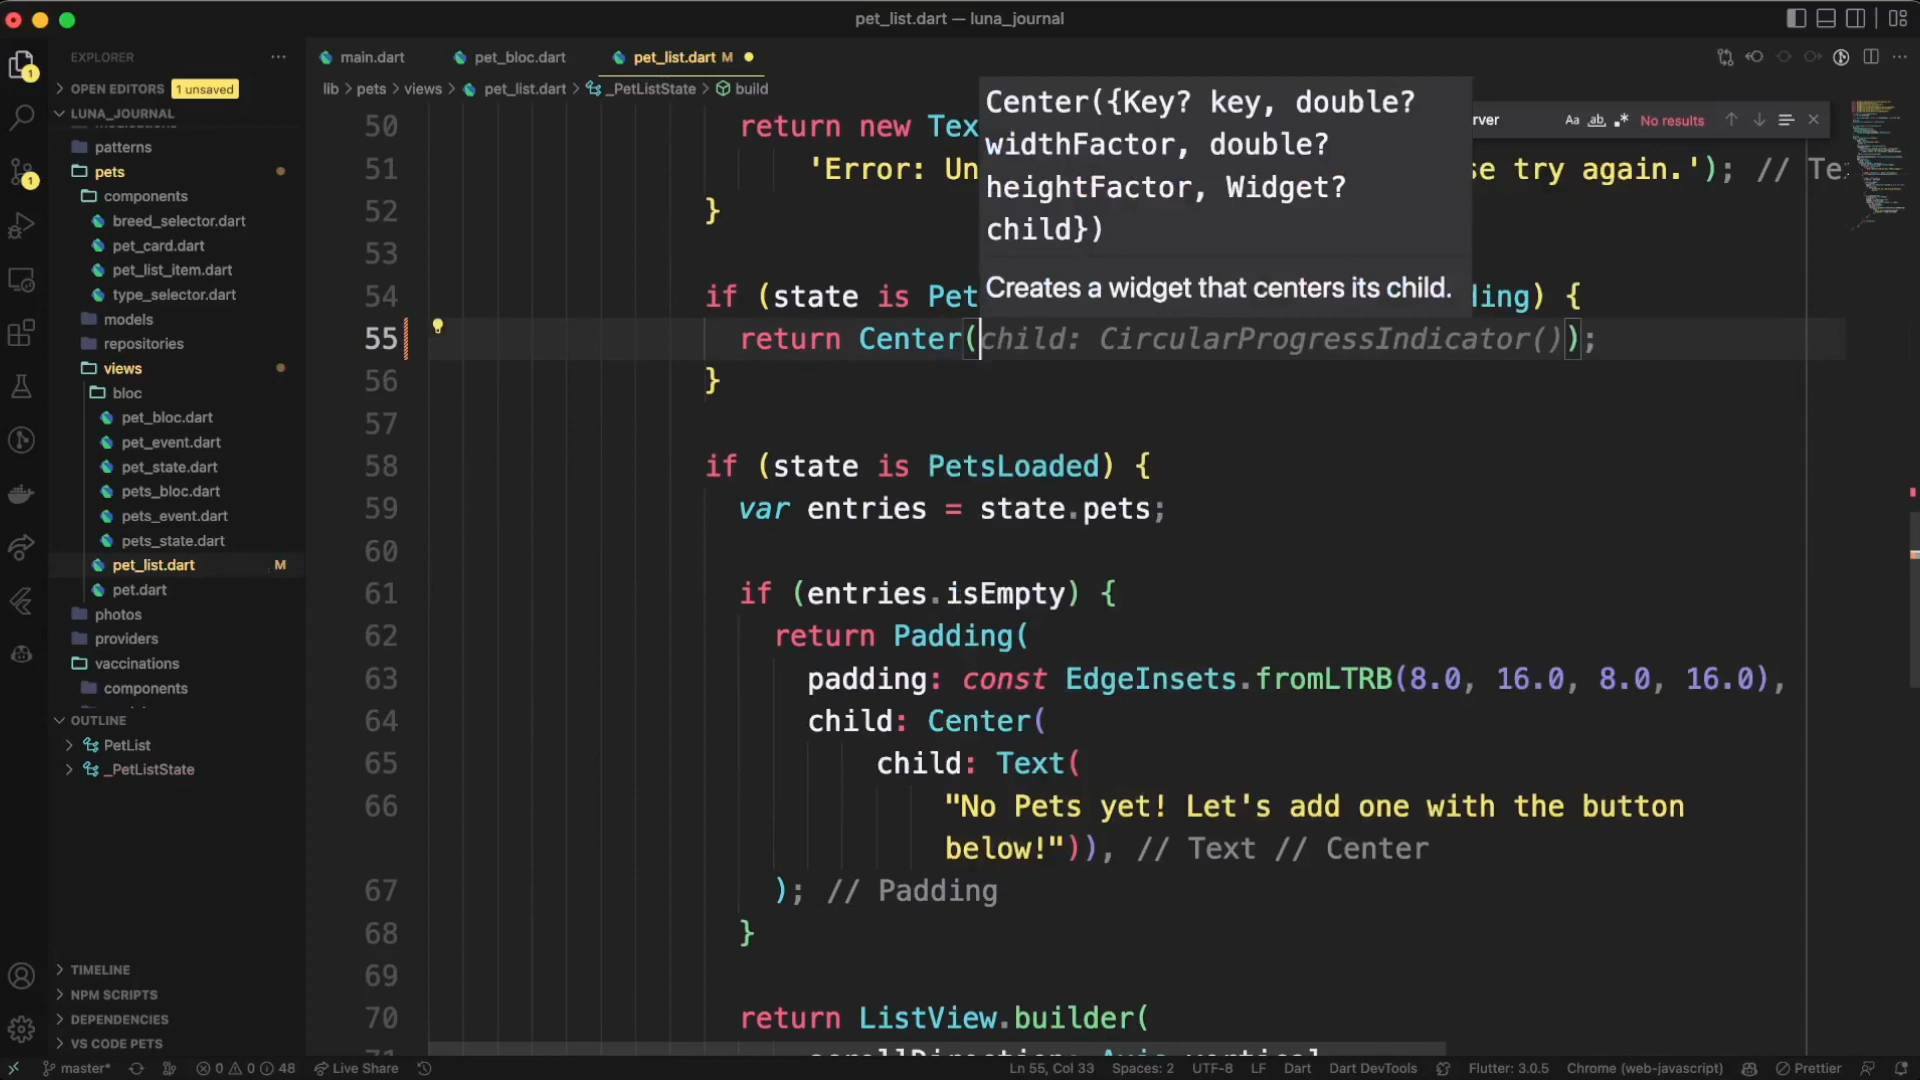 pet_list.dart — luna_journal
EXPLORER
OPEN EDITORS 1 unsaved
LUNA_JOURNAL
patterns
pets
components
breed_selector.dart
pet_card.dart
pet_list_item.dart
type_selector.dart
models
repositories
views
bloc
pet_bloc.dart
pet_event.dart
pet_state.dart
pets_bloc.dart
pets_event.dart
pets_state.dart
pet_list.dart M
pet.dart
photos
providers
vaccinations
components
OUTLINE
PetList
_PetListState
TIMELINE
NPM SCRIPTS
DEPENDENCIES
VS CODE PETS
main.dart pet_bloc.dart pet_list.dart M
lib > pets > views > pet_list.dart > _PetListState > build
Center({Key? key, double?
widthFactor, double?
heightFactor, Widget?
child})
Creates a widget that centers its child.
rver Aa ab No results
50 return new Tex
51 'Error: Un se try again.'); // Te
52 }
53
54 if (state is Pet ding) {
55 return Center(child: CircularProgressIndicator());
56 }
57
58 if (state is PetsLoaded) {
59 var entries = state.pets;
60
61 if (entries.isEmpty) {
62 return Padding(
63 padding: const EdgeInsets.fromLTRB(8.0, 16.0, 8.0, 16.0),
64 child: Center(
65 child: Text(
66 "No Pets yet! Let's add one with the button
below!")), // Text // Center
67 ); // Padding
68 }
69
70 return ListView.builder(
1
1
master* 0 0 48 Live Share Ln 55, Col 33 Spaces: 2 UTF-8 LF Dart Dart DevTools Flutter: 3.0.5 Chrome (web-javascript) Prettier